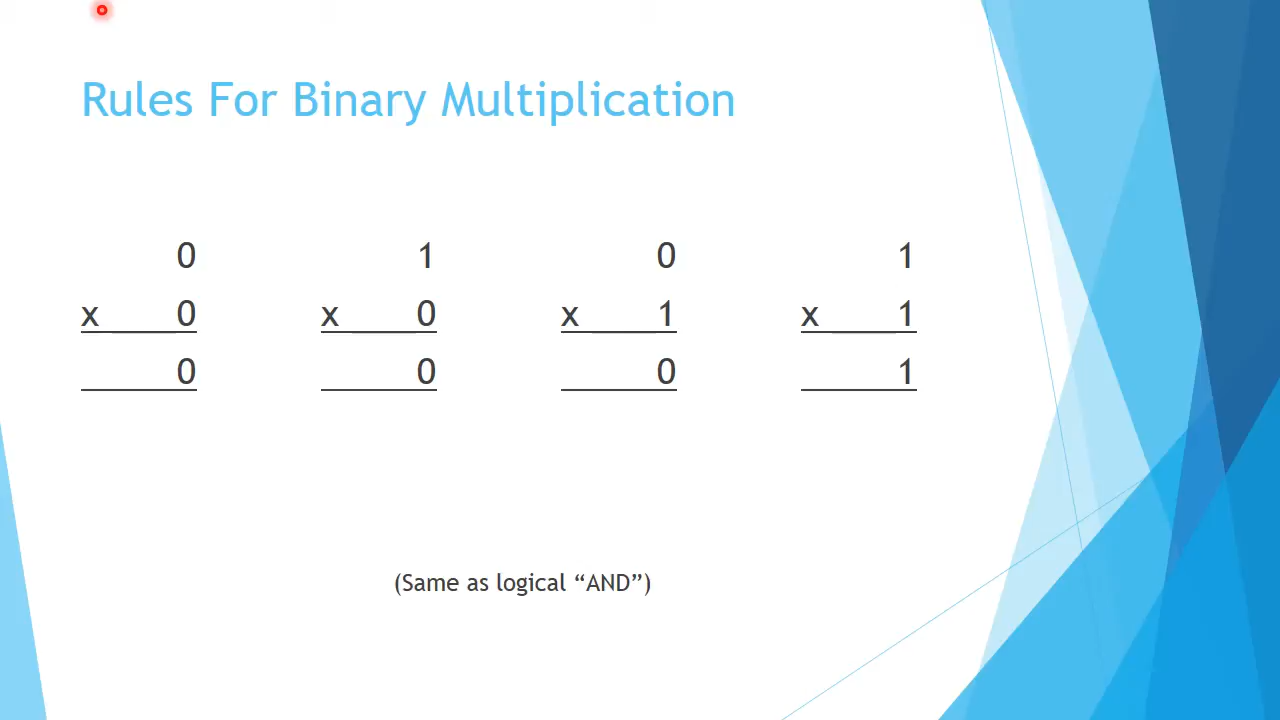 Rules For Binary Multiplication
0 1 0 1
x 0 x 0 x 1 x 1
0 0 0 1
(Same as logical “AND”)